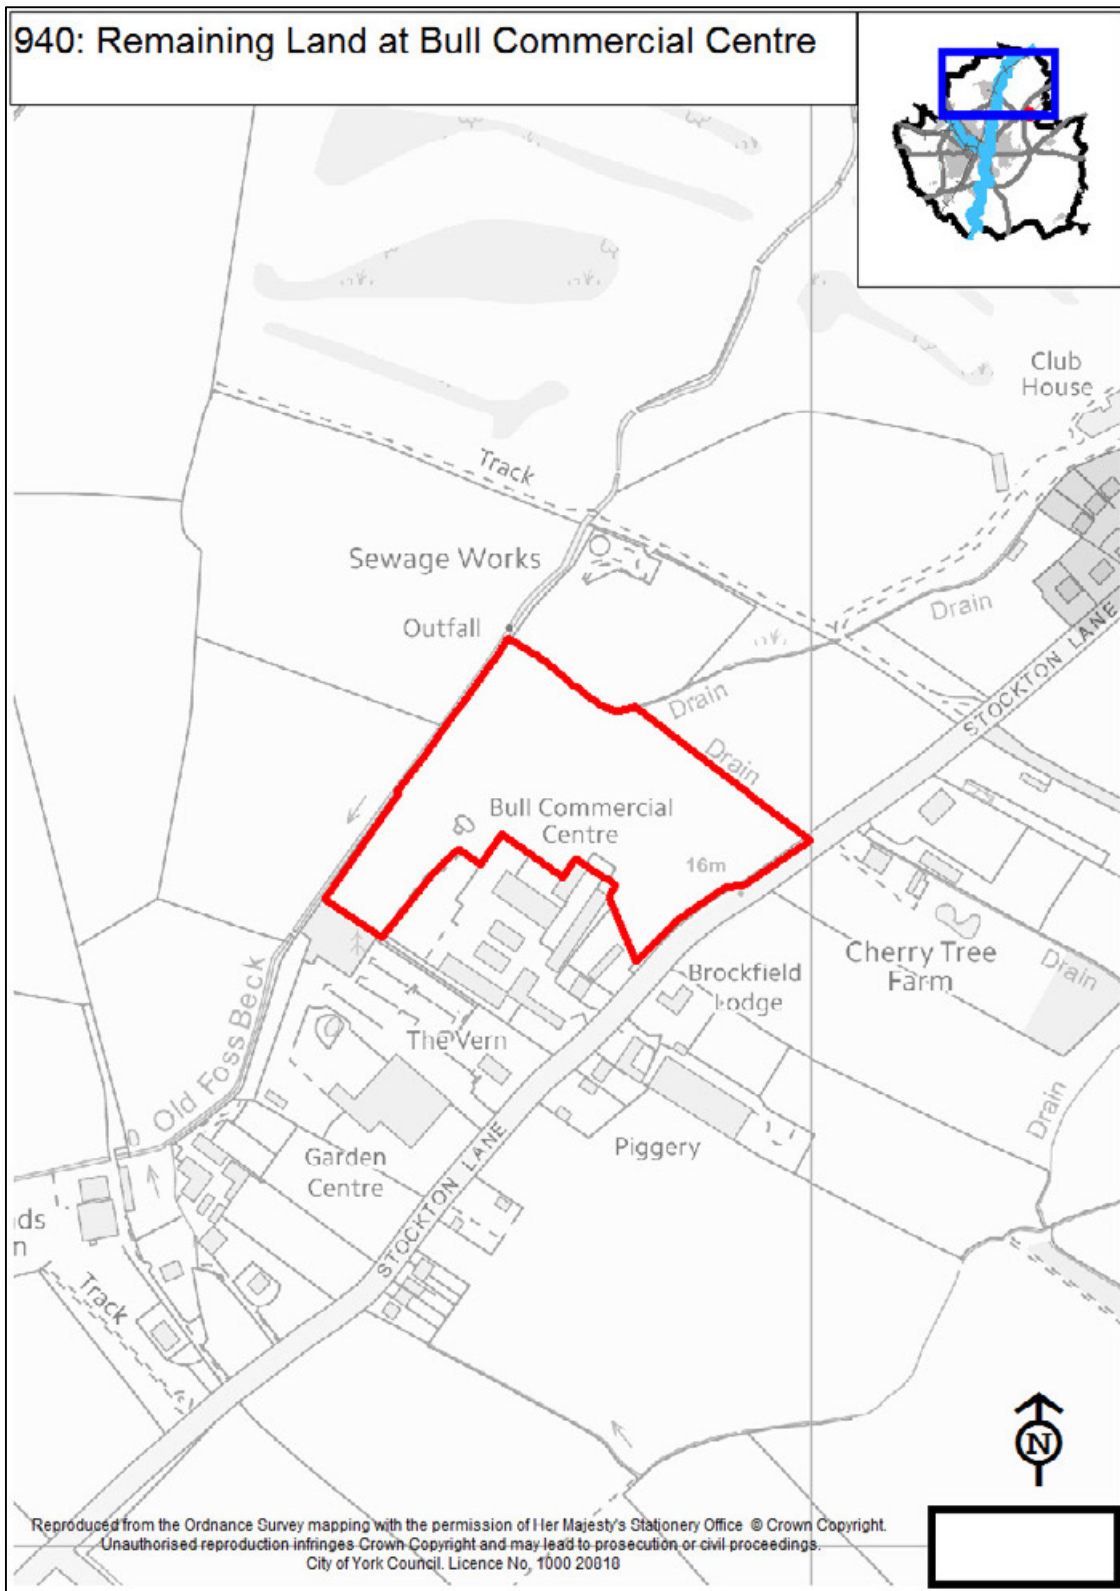 940: Remaining Land at Bull Commercial Centre
Club
House
Track
Sewage Works
Outfall
Drain
STOCKTON LANE
Drain
Drain
Bull Commercial
Centre
16m
Cherry Tree
Farm
Drain
Brockfield
Lodge
The Vern
Old Foss Beck
Drain
Piggery
Garden
Centre
STOCKTON LANE
Track
N
Reproduced from the Ordnance Survey mapping with the permission of Her Majesty's Stationery Office © Crown Copyright.
Unauthorised reproduction infringes Crown Copyright and may lead to prosecution or civil proceedings.
City of York Council. Licence No. 1000 20818